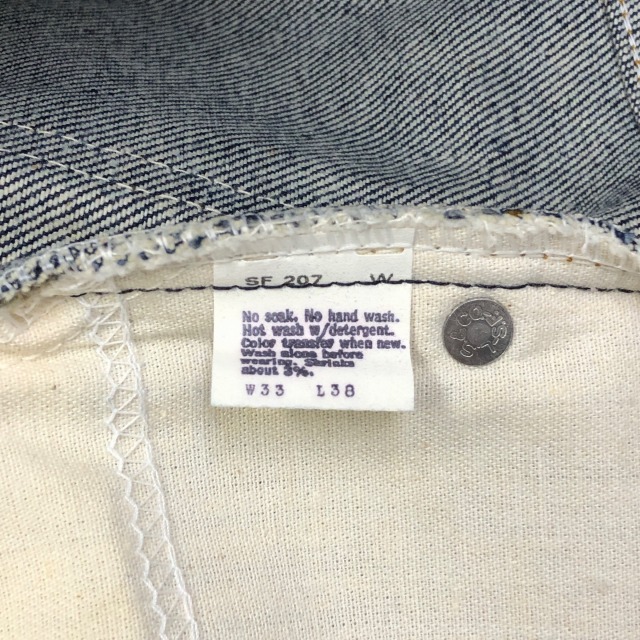 SF 207 W
No soak, No hand wash.
Hot wash w/detergent.
Color transfer when new.
Wash alone before
wearing. Shrinks
about 3%.
W33 L38